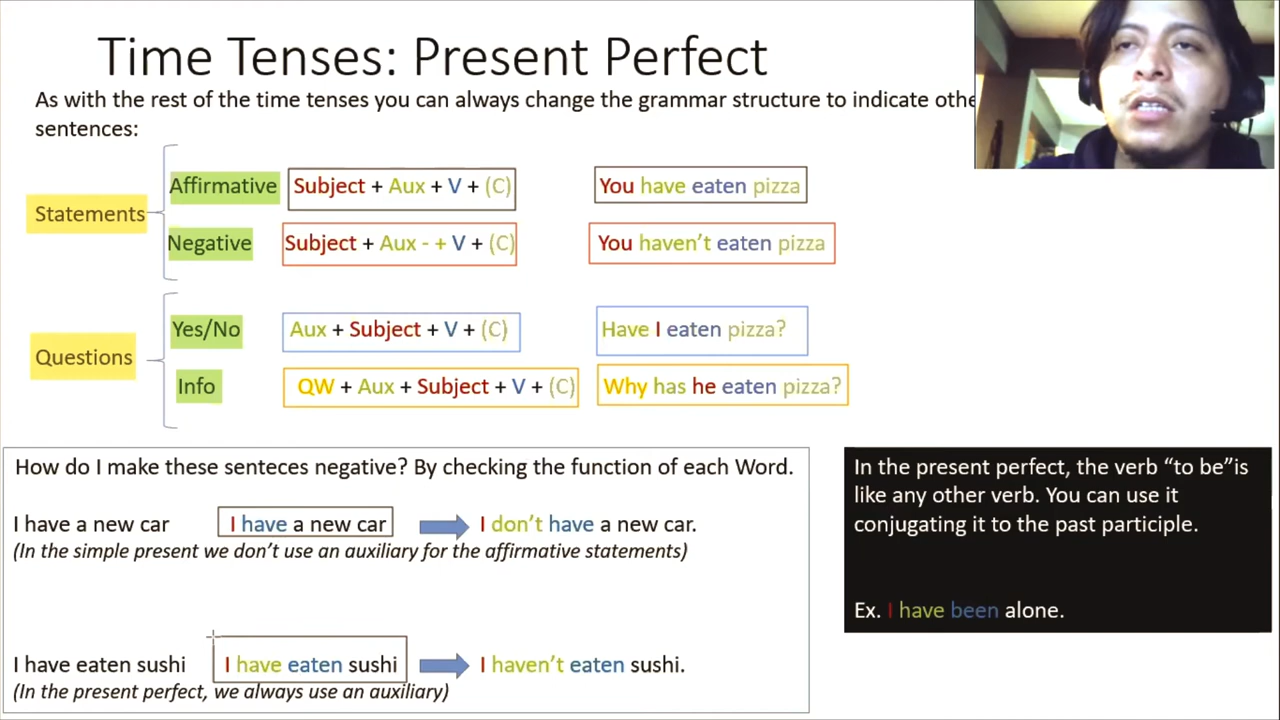 Time Tenses: Present Perfect
As with the rest of the time tenses you can always change the grammar structure to indicate
sentences:
Statements
Affirmative
Subject + Aux + V + (C)
You have eaten pizza
Negative
Subject + Aux - + V + (C)
You haven't eaten pizza
Questions
Yes/No
Aux + Subject + V + (C)
Have I eaten pizza?
Info
QW + Aux + Subject + V + (C)
Why has he eaten pizza?
How do I make these senteces negative? By checking the function of each Word.
I have a new car
I have a new car
I don't have a new car.
(In the simple present we don't use an auxiliary for the affirmative statements)
I have eaten sushi
I have eaten sushi
I haven't eaten sushi.
(In the present perfect, we always use an auxiliary)
In the present perfect, the verb “to be”is
like any other verb. You can use it
conjugating it to the past participle.
Ex. I have been alone.